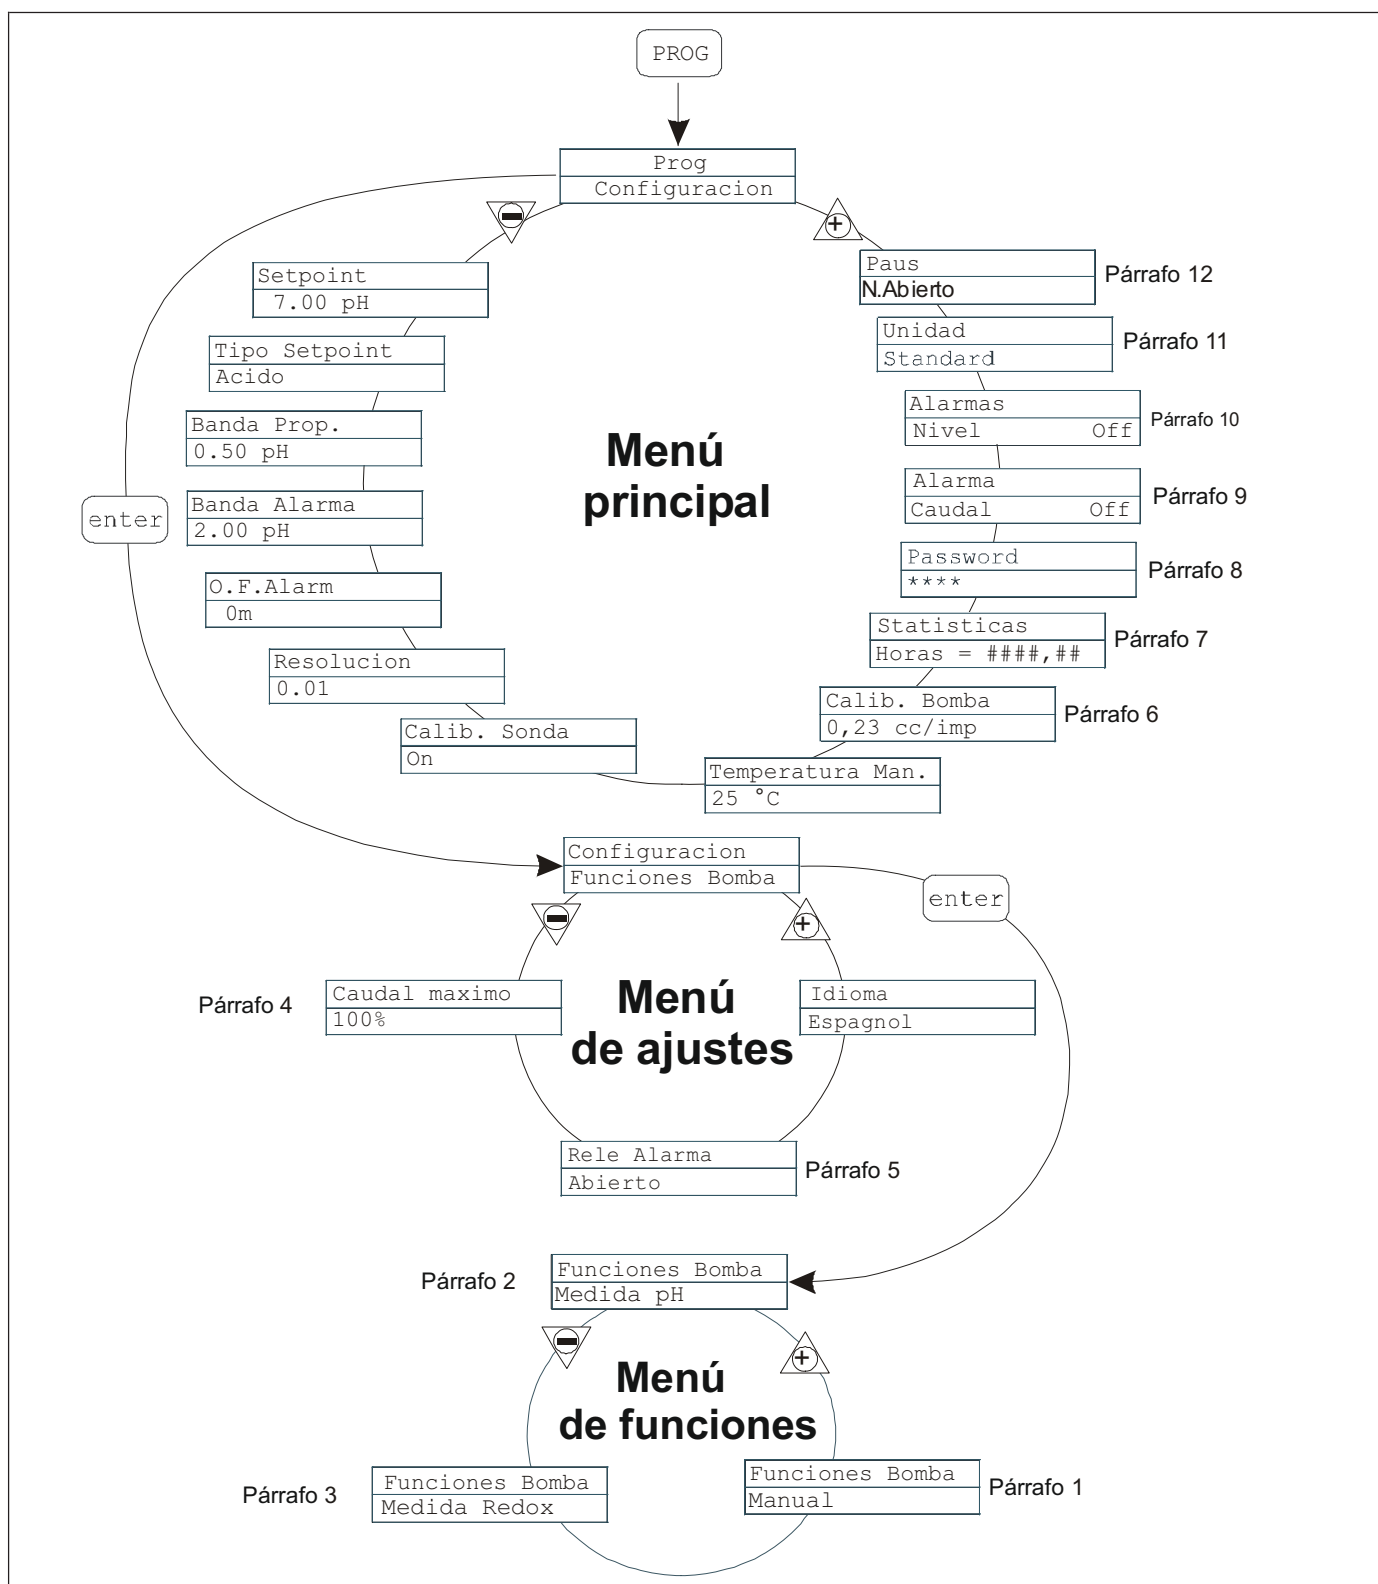 PROG
Prog
Configuracion
Setpoint
7.00 pH
Paus
N.Abierto
Párrafo 12
Tipo Setpoint
Acido
Unidad
Standard
Párrafo 11
Banda Prop.
0.50 pH
Alarmas
Nivel Off
Párrafo 10
Menú
principal
Banda Alarma
2.00 pH
Alarma
Caudal Off
Párrafo 9
enter
O.F.Alarm
0m
Password
****
Párrafo 8
Resolucion
0.01
Statisticas
Horas = ####,##
Párrafo 7
Calib. Sonda
On
Calib. Bomba
0,23 cc/imp
Párrafo 6
Temperatura Man.
25 °C
Configuracion
Funciones Bomba
enter
Párrafo 4
Caudal maximo
100%
Menú
de ajustes
Idioma
Espagnol
Rele Alarma
Abierto
Párrafo 5
Párrafo 2
Funciones Bomba
Medida pH
Menú
de funciones
Párrafo 3
Funciones Bomba
Medida Redox
Funciones Bomba
Manual
Párrafo 1